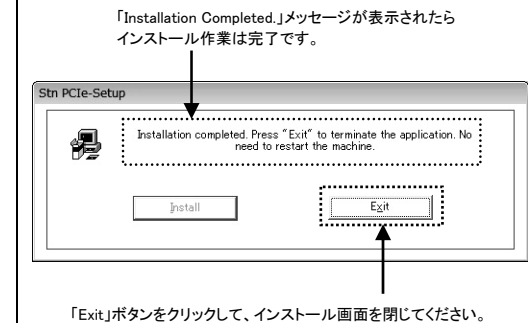 「Installation Completed.」メッセージが表示されたら
インストール作業は完了です。
Stn PCIe-Setup
Installation completed. Press "Exit" to terminate the application. No
need to restart the machine.
Install
Exit
「Exit」ボタンをクリックして、インストール画面を閉じてください。